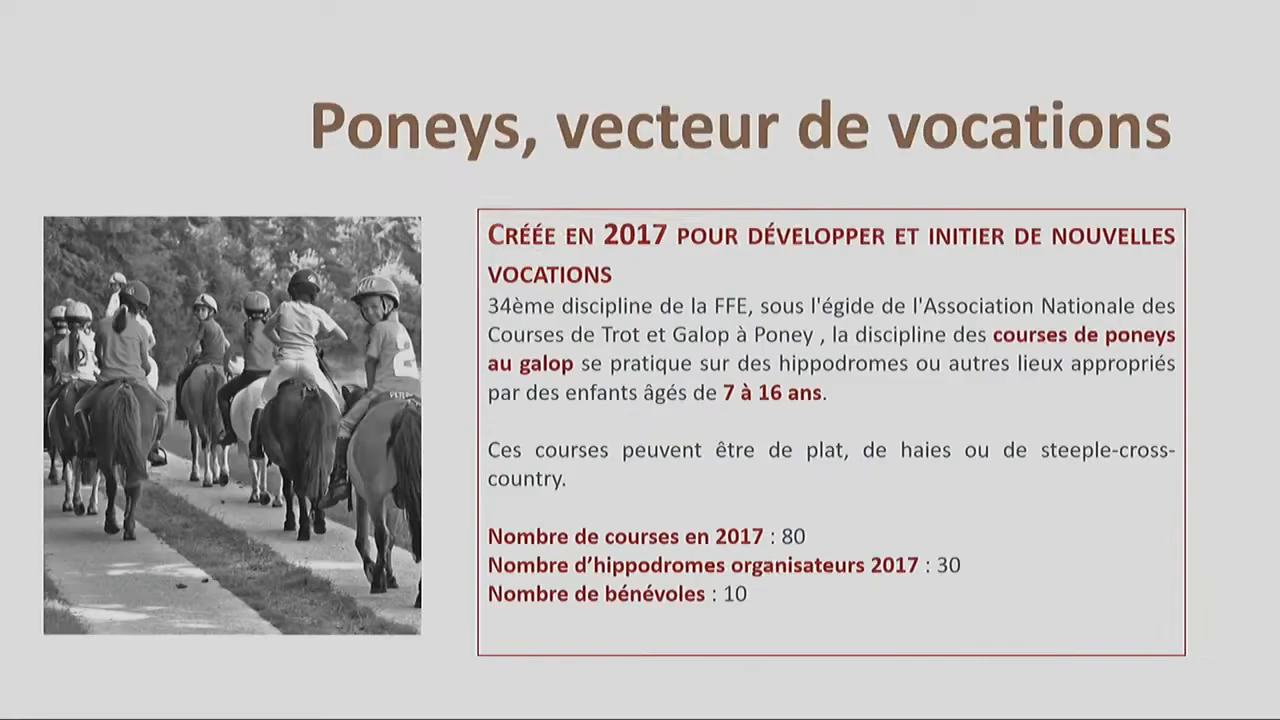 Poneys, vecteur de vocations
CRÉÉE EN 2017 POUR DÉVELOPPER ET INITIER DE NOUVELLES
VOCATIONS
34ème discipline de la FFE, sous l'égide de l'Association Nationale des
Courses de Trot et Galop à Poney , la discipline des courses de poneys
au galop se pratique sur des hippodromes ou autres lieux appropriés
par des enfants âgés de 7 à 16 ans.
Ces courses peuvent être de plat, de haies ou de steeple-cross-
country.
Nombre de courses en 2017 : 80
Nombre d’hippodromes organisateurs 2017 : 30
Nombre de bénévoles : 10